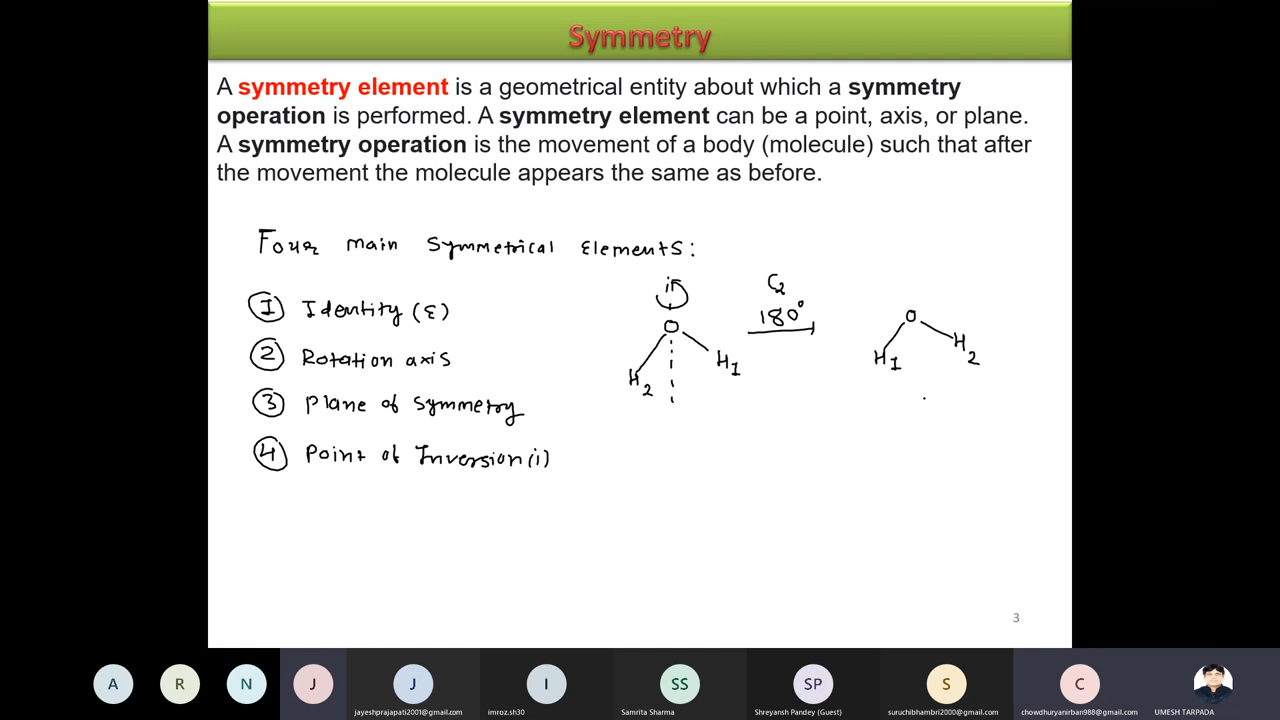 Symmetry
A symmetry element is a geometrical entity about which a symmetry
operation is performed. A symmetry element can be a point, axis, or plane.
A symmetry operation is the movement of a body (molecule) such that after
the movement the molecule appears the same as before.
Four main Symmetrical Elements:
1 Identity (E)
2 Rotation axis
3 Plane of Symmetry
4 Point of Inversion (i)
C2
180°
O
H2
H1
O
H1
H2
3
A R N J J I SS SP S C
jayeshprajapati2001@gmail.com imroz.sh30 Samrita Sharma Shreyansh Pandey (Guest) suruchibhambri2000@gmail.com chowdhuryanirban988@gmail.com UMESH TARPADA